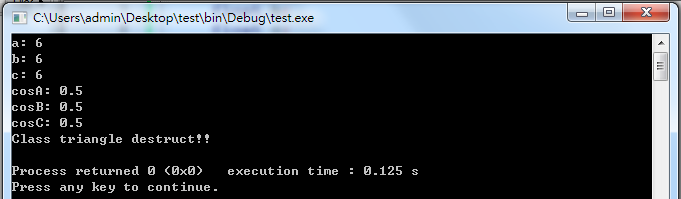 C:\Users\admin\Desktop\test\bin\Debug\test.exe
a: 6
b: 6
c: 6
cosA: 0.5
cosB: 0.5
cosC: 0.5
Class triangle destruct!!
Process returned 0 (0x0)   execution time : 0.125 s
Press any key to continue.